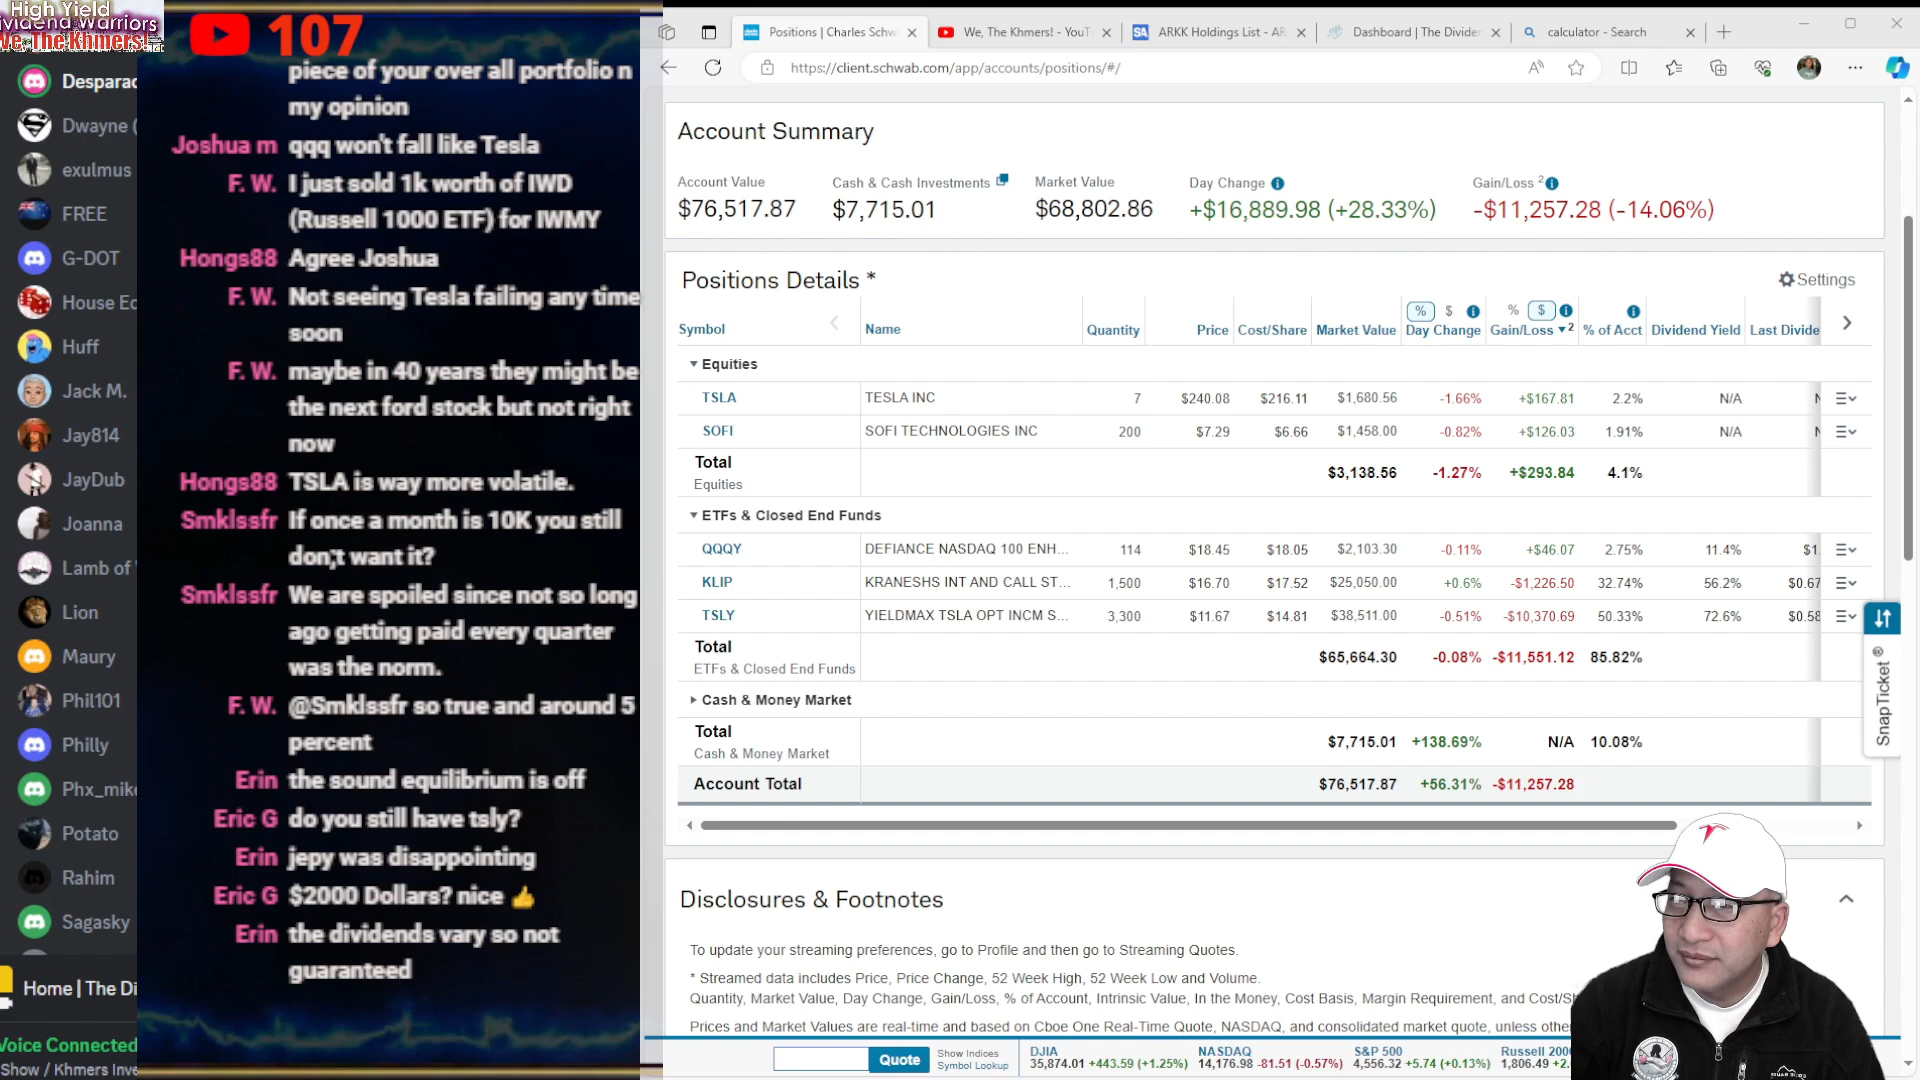 High Yield
Dividend Warriors
We, The Khmers!
Desparac
Dwayne (
exulmus
FREE
G-DOT
House Ec
Huff
Jack M.
Jay814
JayDub
Joanna
Lamb of
Lion
Maury
Phil101
Philly
Phx_mike
Potato
Rahim
Sagasky
Home | The Di
Voice Connected
Show / Khmers Inve
107
piece of your over all portfolio n
my opinion
Joshua m qqq won't fall like Tesla
F. W. I just sold 1k worth of IWD
(Russell 1000 ETF) for IWMY
Hongs88 Agree Joshua
F. W. Not seeing Tesla failing any time
soon
F. W. maybe in 40 years they might be
the next ford stock but not right
now
Hongs88 TSLA is way more volatile.
Smklssfr If once a month is 10K you still
don;t want it?
Smklssfr We are spoiled since not so long
ago getting paid every quarter
was the norm.
F. W. @Smklssfr so true and around 5
percent
Erin the sound equilibrium is off
Eric G do you still have tsly?
Erin jepy was disappointing
Eric G $2000 Dollars? nice 👍
Erin the dividends vary so not
guaranteed
Positions | Charles Schw
We, The Khmers! - YouT
SA ARKK Holdings List - AR
Dashboard | The Divider
calculator - Search
https://client.schwab.com/app/accounts/positions/#/
Account Summary
Account Value Cash & Cash Investments Market Value Day Change Gain/Loss 2
$76,517.87 $7,715.01 $68,802.86 +$16,889.98 (+28.33%) -$11,257.28 (-14.06%)
Positions Details *
Settings
% $ % $
Symbol Name Quantity Price Cost/Share Market Value Day Change Gain/Loss 2 % of Acct Dividend Yield Last Divide
Equities
TSLA TESLA INC 7 $240.08 $216.11 $1,680.56 -1.66% +$167.81 2.2% N/A N
SOFI SOFI TECHNOLOGIES INC 200 $7.29 $6.66 $1,458.00 -0.82% +$126.03 1.91% N/A N
Total $3,138.56 -1.27% +$293.84 4.1%
Equities
ETFs & Closed End Funds
QQQY DEFIANCE NASDAQ 100 ENH... 114 $18.45 $18.05 $2,103.30 -0.11% +$46.07 2.75% 11.4% $1.
KLIP KRANESHS INT AND CALL ST... 1,500 $16.70 $17.52 $25,050.00 +0.6% -$1,226.50 32.74% 56.2% $0.67
TSLY YIELDMAX TSLA OPT INCM S... 3,300 $11.67 $14.81 $38,511.00 -0.51% -$10,370.69 50.33% 72.6% $0.58
Total $65,664.30 -0.08% -$11,551.12 85.82%
ETFs & Closed End Funds
Cash & Money Market
Total $7,715.01 +138.69% N/A 10.08%
Cash & Money Market
Account Total $76,517.87 +56.31% -$11,257.28
SnapTicket ®
Disclosures & Footnotes
To update your streaming preferences, go to Profile and then go to Streaming Quotes.
* Streamed data includes Price, Price Change, 52 Week High, 52 Week Low and Volume.
Quantity, Market Value, Day Change, Gain/Loss, % of Account, Intrinsic Value, In the Money, Cost Basis, Margin Requirement, and Cost/Sh
Prices and Market Values are real-time and based on Cboe One Real-Time Quote, NASDAQ, and consolidated market quote, unless other
Quote
Show Indices
Symbol Lookup
DJIA NASDAQ S&P 500 Russell 2000
35,874.01 +443.59 (+1.25%) 14,176.98 -81.51 (-0.57%) 4,556.32 +5.74 (+0.13%) 1,806.49 +2.